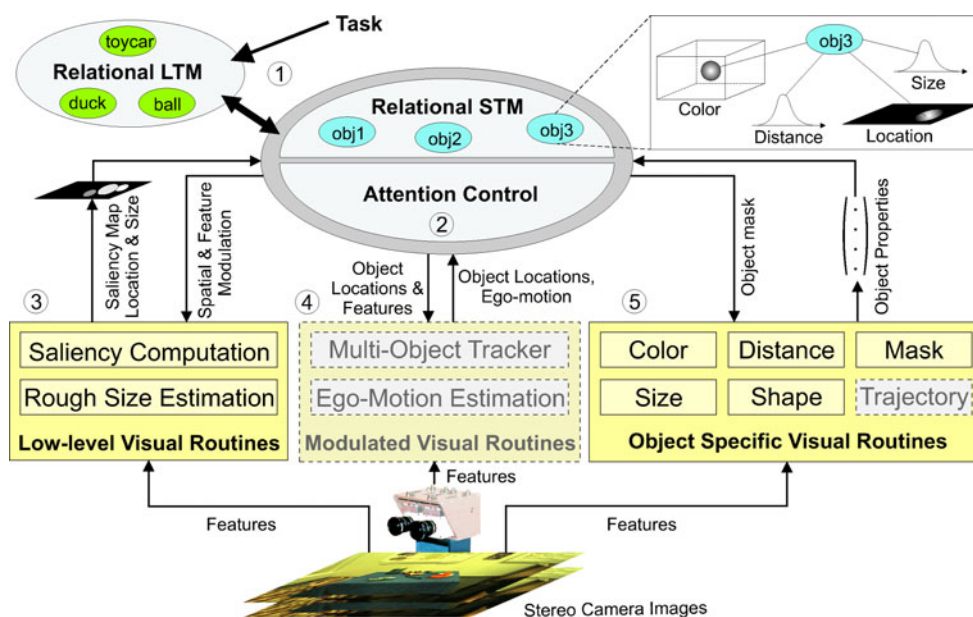 Task
toycar
Relational LTM
duck
ball
1
Relational STM
obj1
obj2
obj3
Attention Control
2
obj3
Color
Size
Distance
Location
Saliency Map
Location & Size
Spatial & Feature
Modulation
Object
Locations &
Features
Object Locations,
Ego-motion
Object mask
Object Properties
3
Saliency Computation
Rough Size Estimation
Low-level Visual Routines
4
Multi-Object Tracker
Ego-Motion Estimation
Modulated Visual Routines
5
Color
Distance
Mask
Size
Shape
Trajectory
Object Specific Visual Routines
Features
Features
Features
Stereo Camera Images